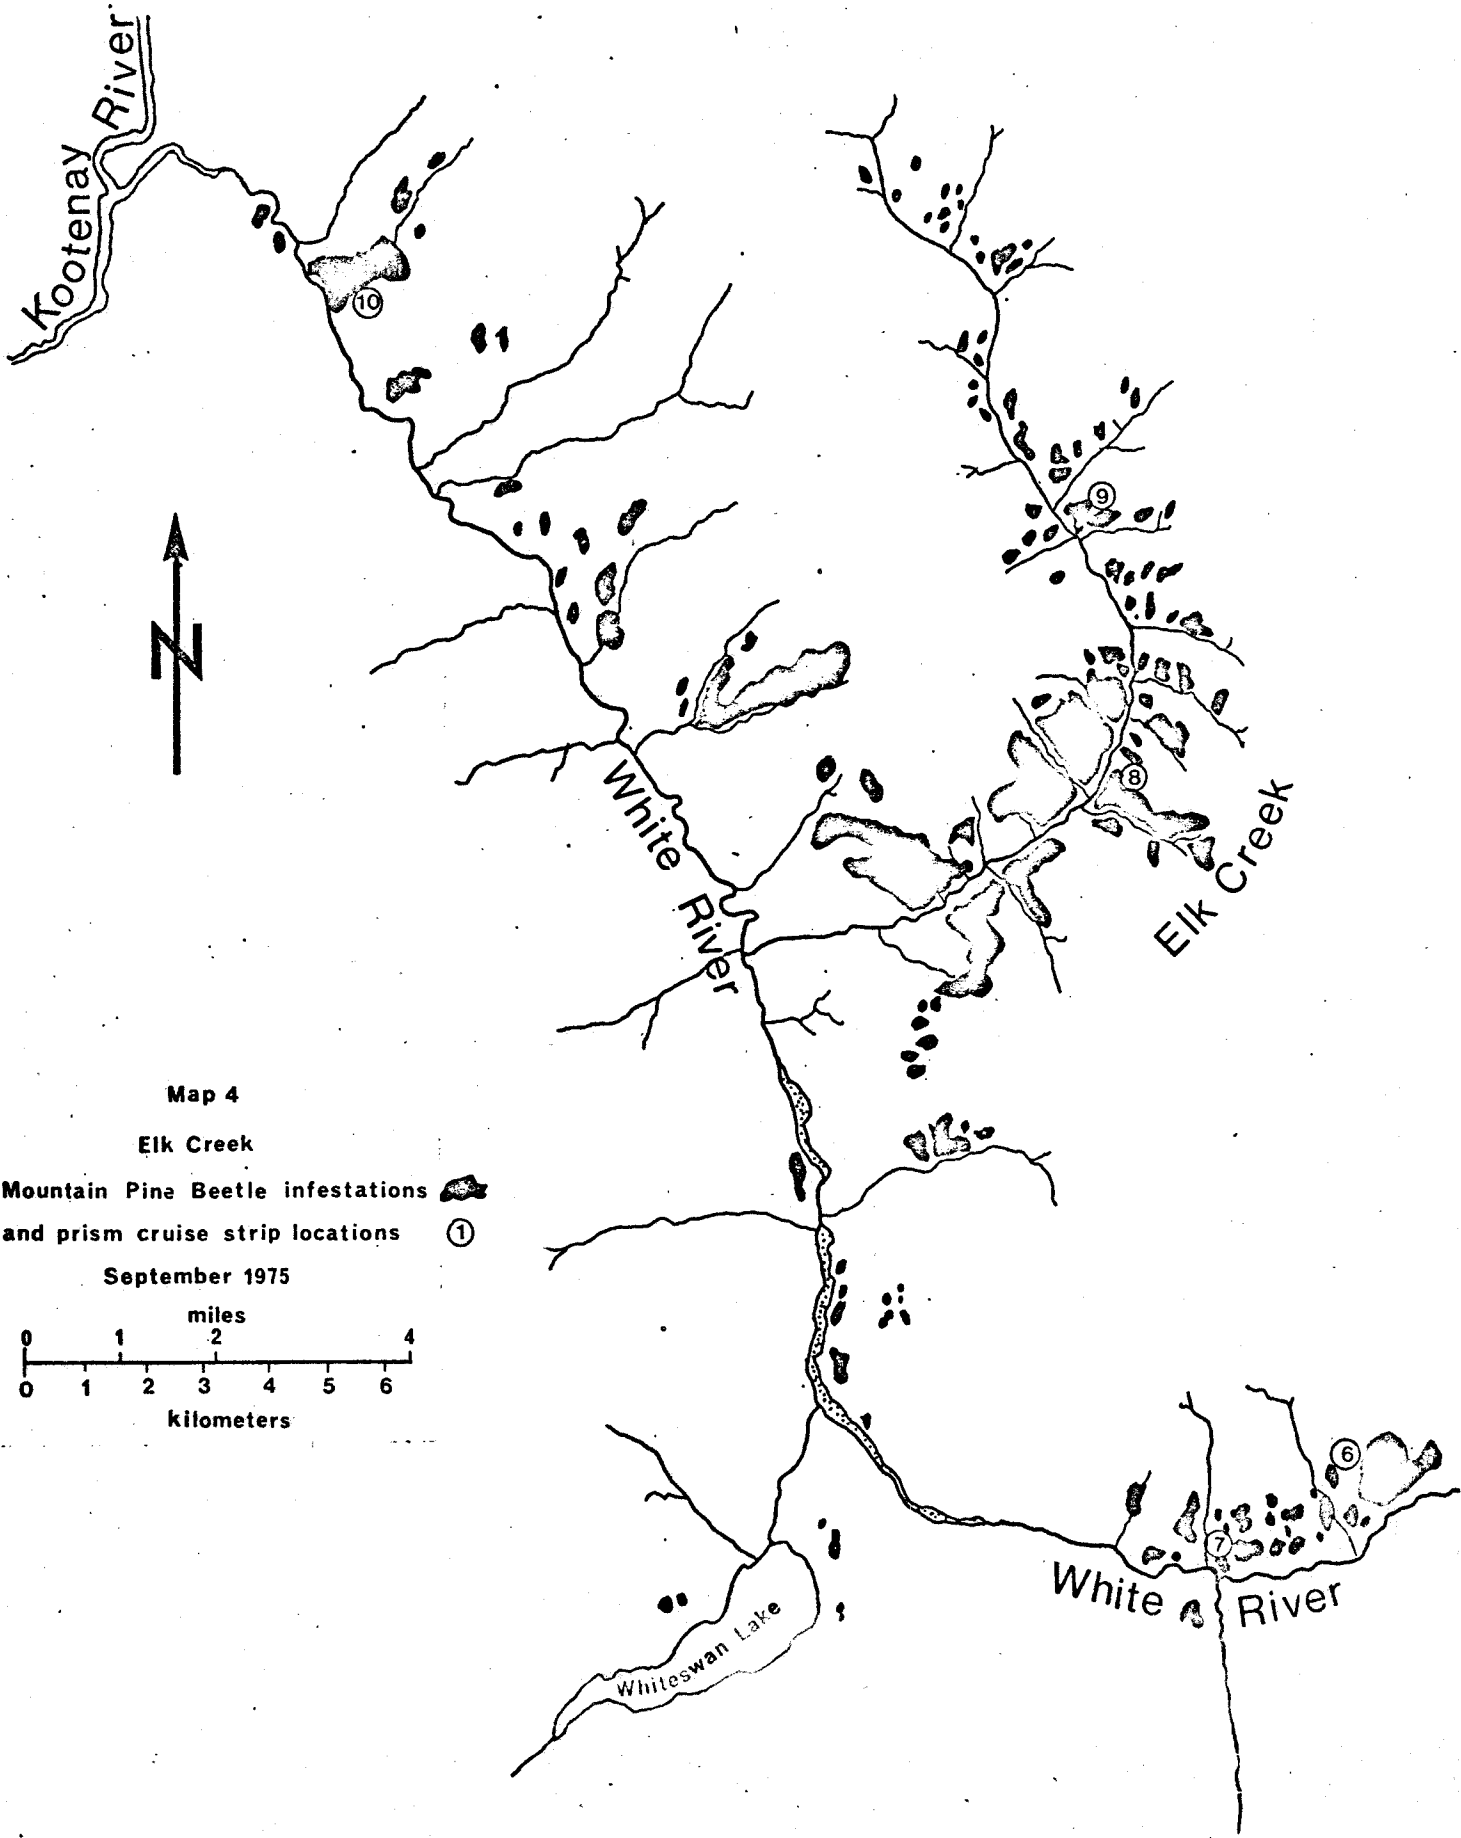 Kootenay River
10
9
N
8
White River
Elk Creek
Map 4
Elk Creek
Mountain Pine Beetle infestations
and prism cruise strip locations 1
September 1975
miles
0 1 2 4
0 1 2 3 4 5 6
kilometers
6
7
White River
Whiteswan Lake